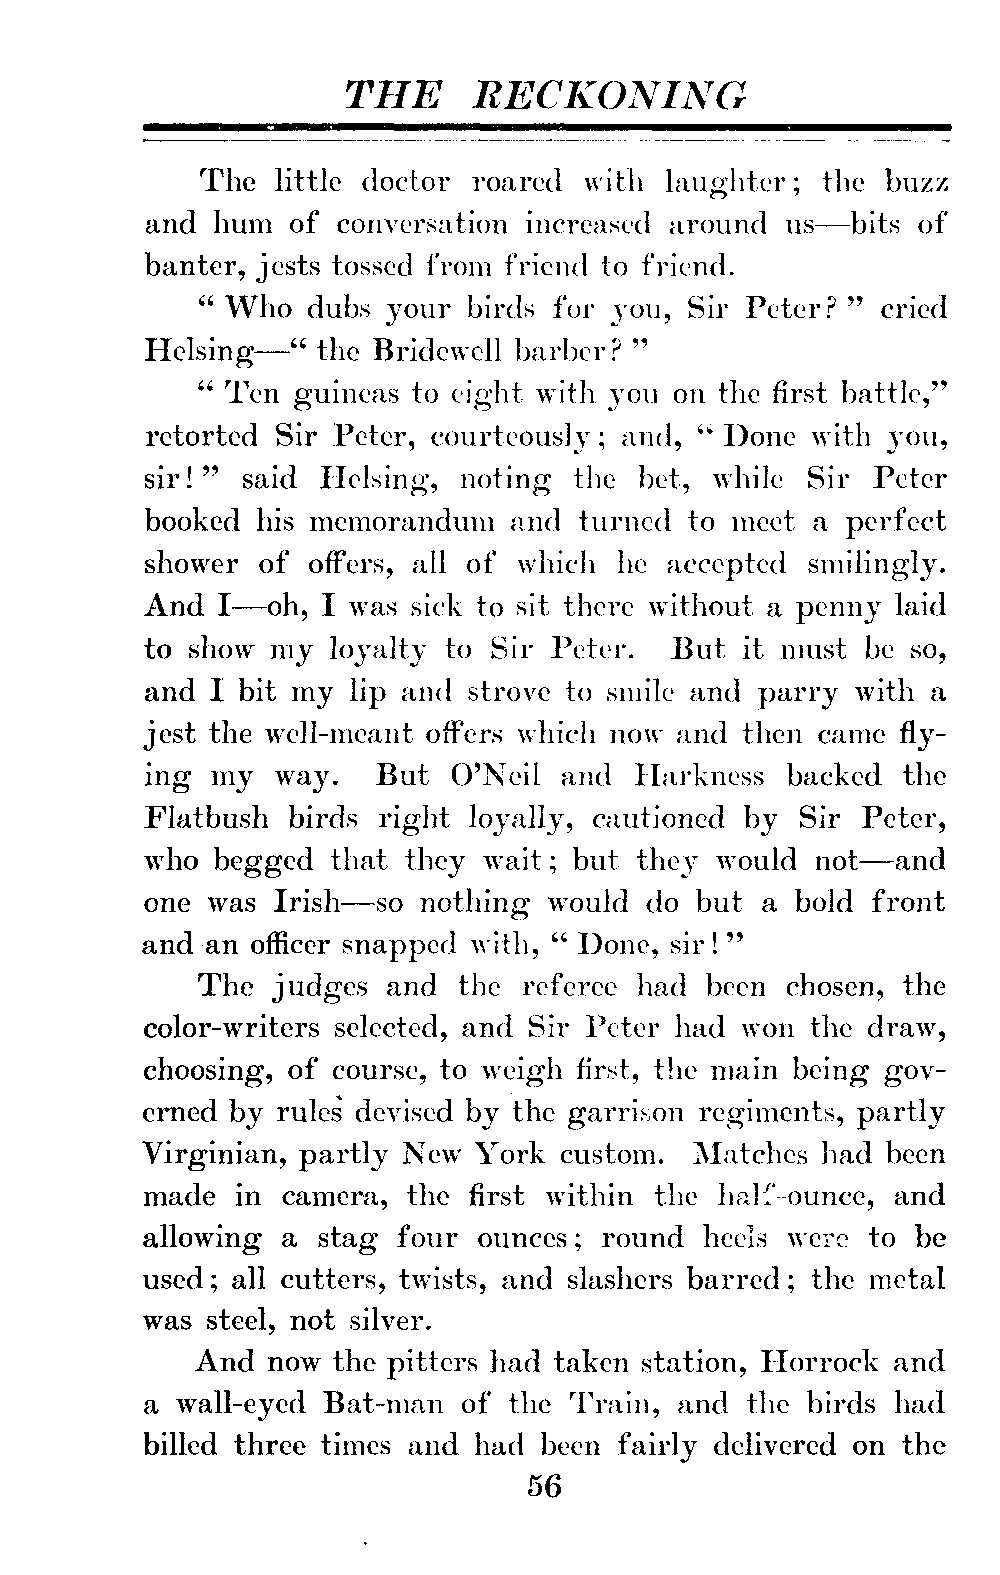 THE RECKONING
The little doctor roared with laughter; the buzz
and hum of conversation increased around us—bits of
banter, jests tossed from friend to friend.
“ Who dubs your birds for you, Sir Peter? ” cried
Helsing—“ the Bridewell barber? ”
“ Ten guineas to eight with you on the first battle,”
retorted Sir Peter, courteously; and, “ Done with you,
sir! ” said Helsing, noting the bet, while Sir Peter
booked his memorandum and turned to meet a perfect
shower of offers, all of which he accepted smilingly.
And I—oh, I was sick to sit there without a penny laid
to show my loyalty to Sir Peter. But it must be so,
and I bit my lip and strove to smile and parry with a
jest the well-meant offers which now and then came fly-
ing my way. But O’Neil and Harkness backed the
Flatbush birds right loyally, cautioned by Sir Peter,
who begged that they wait; but they would not—and
one was Irish—so nothing would do but a bold front
and an officer snapped with, “ Done, sir! ”
The judges and the referee had been chosen, the
color-writers selected, and Sir Peter had won the draw,
choosing, of course, to weigh first, the main being gov-
erned by rules devised by the garrison regiments, partly
Virginian, partly New York custom. Matches had been
made in camera, the first within the half-ounce, and
allowing a stag four ounces; round heels were to be
used; all cutters, twists, and slashers barred; the metal
was steel, not silver.
And now the pitters had taken station, Horrock and
a wall-eyed Bat-man of the Train, and the birds had
billed three times and had been fairly delivered on the
56